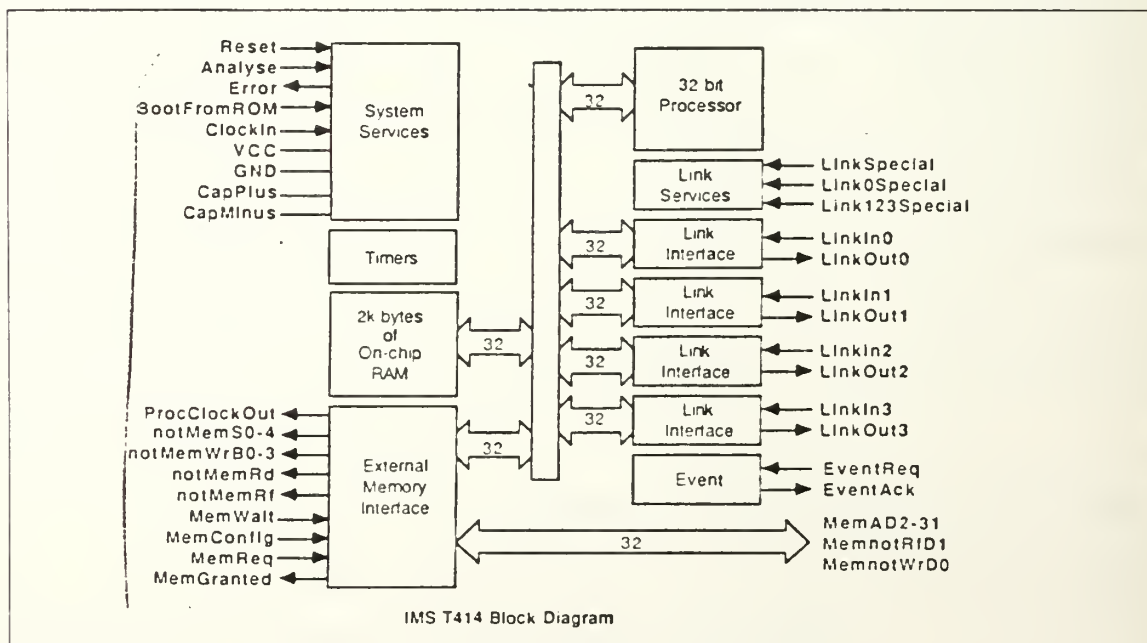 Reset
Analyse
Error
BootFromROM
ClockIn
VCC
GND
CapPlus
CapMinus
System
Services
Timers
2k bytes
of
On-chip
RAM
32
ProcClockOut
notMemS0-4
notMemWrB0-3
notMemRd
notMemRf
MemWait
MemConfig
MemReq
MemGranted
External
Memory
Interface
32
32
32 bit
Processor
Link
Services
LinkSpecial
Link0Special
Link123Special
32
Link
Interface
LinkIn0
LinkOut0
32
Link
Interface
LinkIn1
LinkOut1
32
Link
Interface
LinkIn2
LinkOut2
32
Link
Interface
LinkIn3
LinkOut3
Event
EventReq
EventAck
32
MemAD2-31
MemnotRfD1
MemnotWrD0
IMS T414 Block Diagram